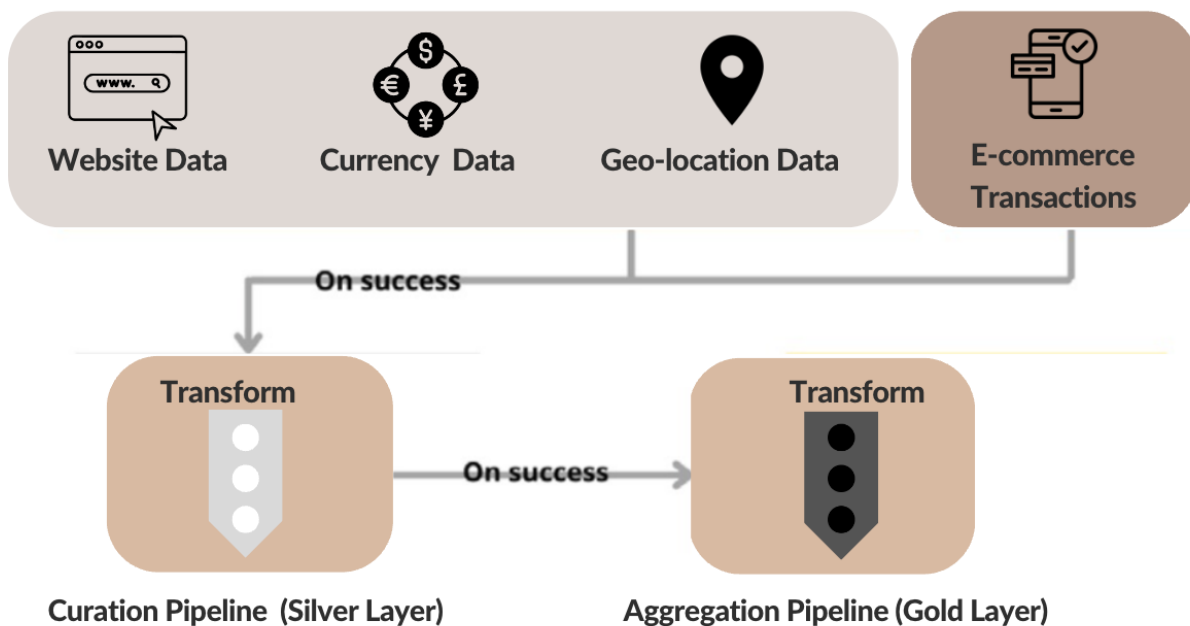 www.
$
€
£
¥
Website Data
Currency Data
Geo-location Data
E-commerce
Transactions
On success
Transform
Transform
On success
Curation Pipeline (Silver Layer)
Aggregation Pipeline (Gold Layer)